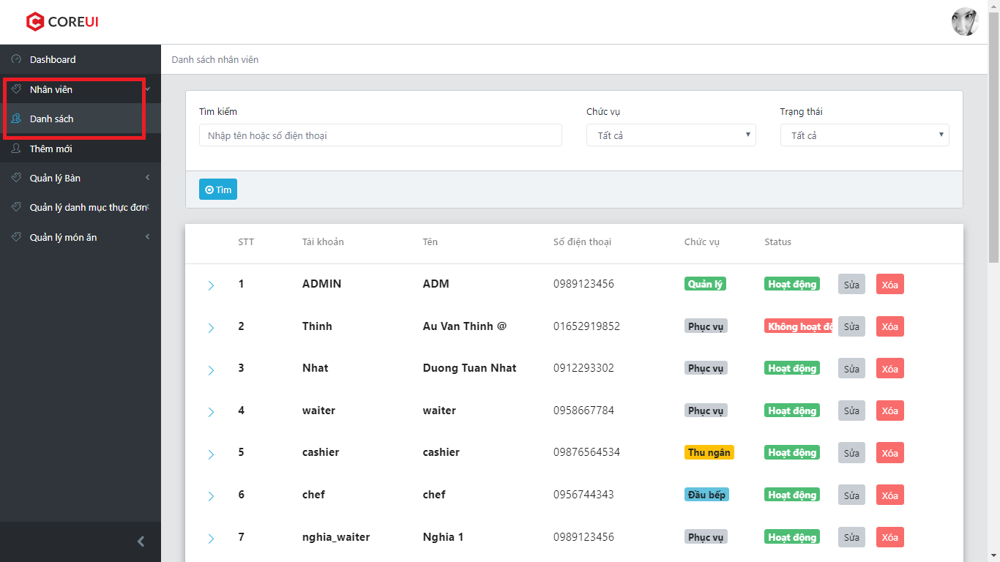 COREUI
Dashboard
Nhân viên
Danh sách
Thêm mới
Quản lý Bàn
Quản lý danh mục thực đơn
Quản lý món ăn
Danh sách nhân viên
Tìm kiếm Chức vụ Trạng thái
Nhập tên hoặc số điện thoại Tất cả Tất cả
Tìm
STT Tài khoản Tên Số điện thoại Chức vụ Status
1 ADMIN ADM 0989123456 Quản lý Hoạt động Sửa Xóa
2 Thinh Au Van Thinh @ 01652919852 Phục vụ Không hoạt độ Sửa Xóa
3 Nhat Duong Tuan Nhat 0912293302 Phục vụ Hoạt động Sửa Xóa
4 waiter waiter 0958667784 Phục vụ Hoạt động Sửa Xóa
5 cashier cashier 09876564534 Thu ngân Hoạt động Sửa Xóa
6 chef chef 0956744343 Đầu bếp Hoạt động Sửa Xóa
7 nghia_waiter Nghia 1 0989123456 Phục vụ Hoạt động Sửa Xóa